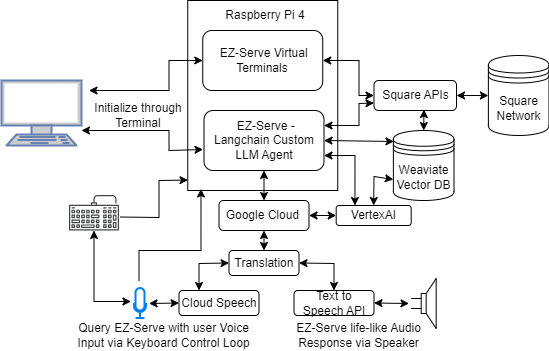 Raspberry Pi 4
EZ-Serve Virtual
Terminals
Square APIs
Square
Network
Initialize through
Terminal
EZ-Serve -
Langchain Custom
LLM Agent
Weaviate
Vector DB
Google Cloud
VertexAI
Translation
Cloud Speech
Text to
Speech API
Query EZ-Serve with user Voice
Input via Keyboard Control Loop
EZ-Serve life-like Audio
Response via Speaker